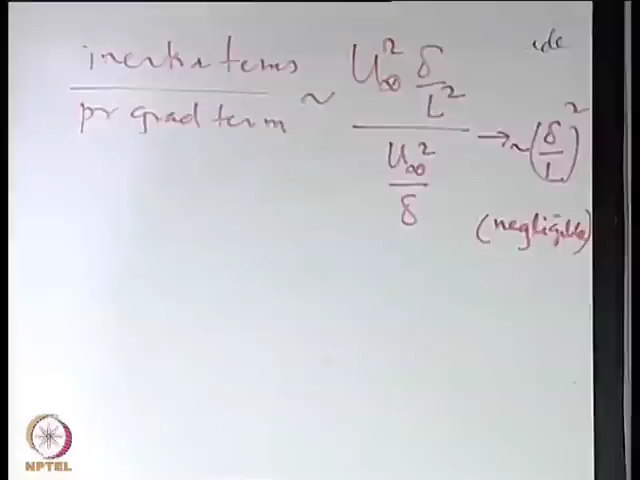 inertia terms / pr grad term ~ U∞² δ/L² / U∞²/δ → ~ (δ/L)²
(negligible)
NPTEL